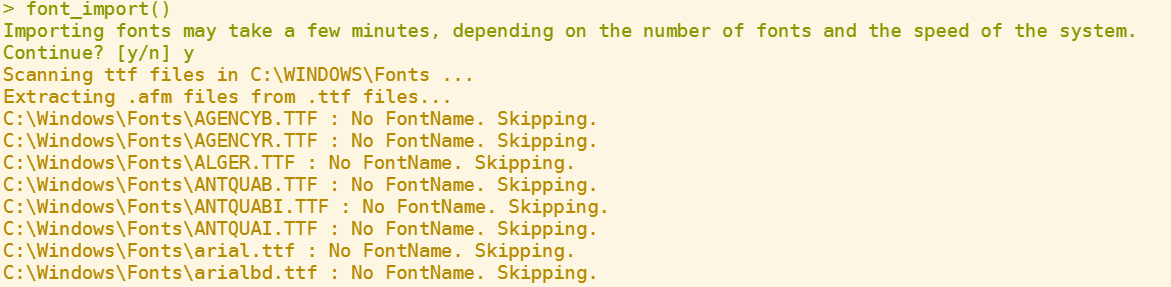 > font_import()
Importing fonts may take a few minutes, depending on the number of fonts and the speed of the system.
Continue? [y/n] y
Scanning ttf files in C:\WINDOWS\Fonts ...
Extracting .afm files from .ttf files...
C:\Windows\Fonts\AGENCYB.TTF : No FontName. Skipping.
C:\Windows\Fonts\AGENCYR.TTF : No FontName. Skipping.
C:\Windows\Fonts\ALGER.TTF : No FontName. Skipping.
C:\Windows\Fonts\ANTQUAB.TTF : No FontName. Skipping.
C:\Windows\Fonts\ANTQUABI.TTF : No FontName. Skipping.
C:\Windows\Fonts\ANTQUAI.TTF : No FontName. Skipping.
C:\Windows\Fonts\arial.ttf : No FontName. Skipping.
C:\Windows\Fonts\arialbd.ttf : No FontName. Skipping.